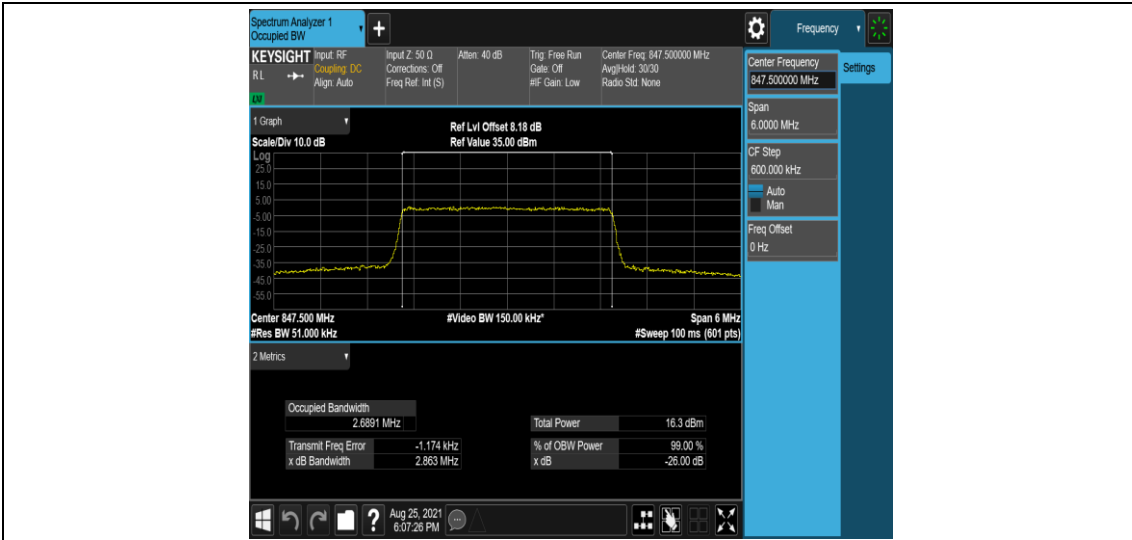 Spectrum Analyzer 1
Occupied BW
+
Frequency
KEYSIGHT
RL
Input: RF
Coupling: DC
Align: Auto
Input Z: 50 Ω
Corrections: Off
Freq Ref: Int (S)
Atten: 40 dB
Trig: Free Run
Gate: Off
#IF Gain: Low
Center Freq: 847.500000 MHz
Avg|Hold: 30/30
Radio Std: None
Center Frequency
847.500000 MHz
Settings
Span
6.0000 MHz
CF Step
600.000 kHz
Auto
Man
Freq Offset
0 Hz
1 Graph
Scale/Div 10.0 dB
Ref Lvl Offset 8.18 dB
Ref Value 35.00 dBm
Log
25.0
15.0
5.00
-5.00
-15.0
-25.0
-35.0
-45.0
-55.0
Center 847.500 MHz
#Video BW 150.00 kHz*
Span 6 MHz
#Res BW 51.000 kHz
#Sweep 100 ms (601 pts)
2 Metrics
Occupied Bandwidth
2.6891 MHz
Total Power 16.3 dBm
Transmit Freq Error -1.174 kHz
% of OBW Power 99.00 %
x dB Bandwidth 2.863 MHz
x dB -26.00 dB
?
Aug 25, 2021
6:07:26 PM